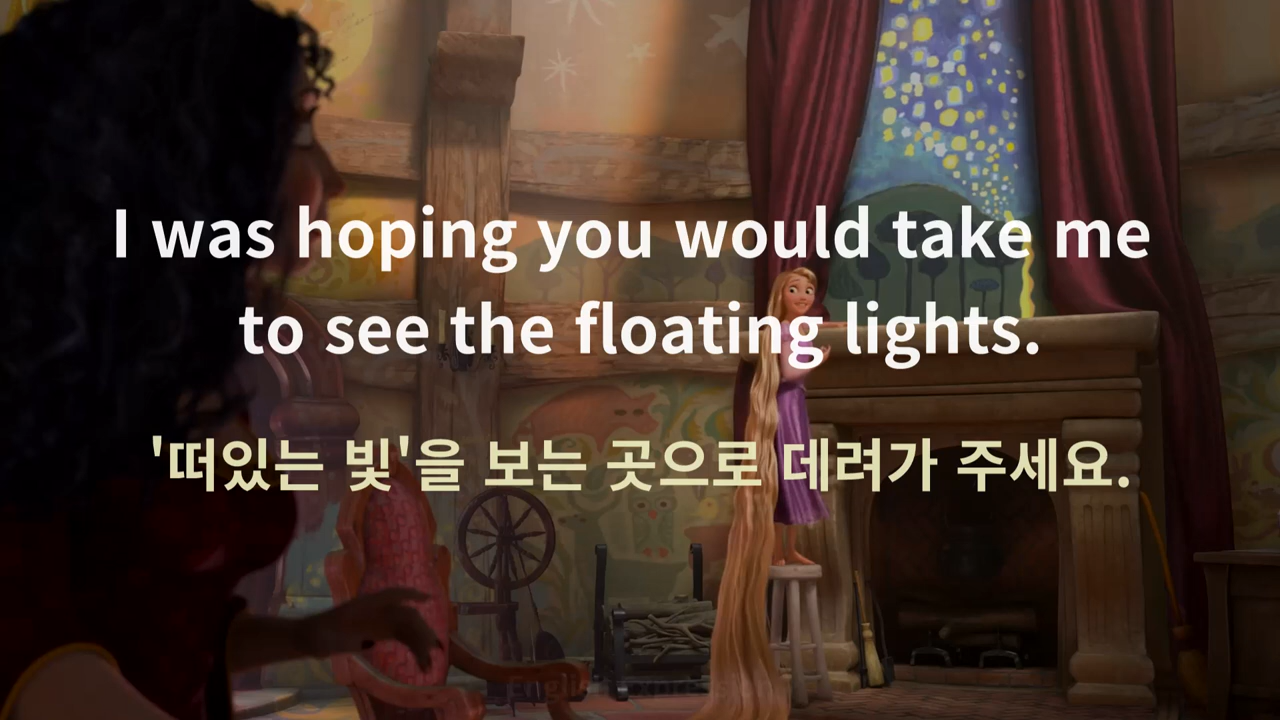 I was hoping you would take me
to see the floating lights.
'떠있는 빛'을 보는 곳으로 데려가 주세요.